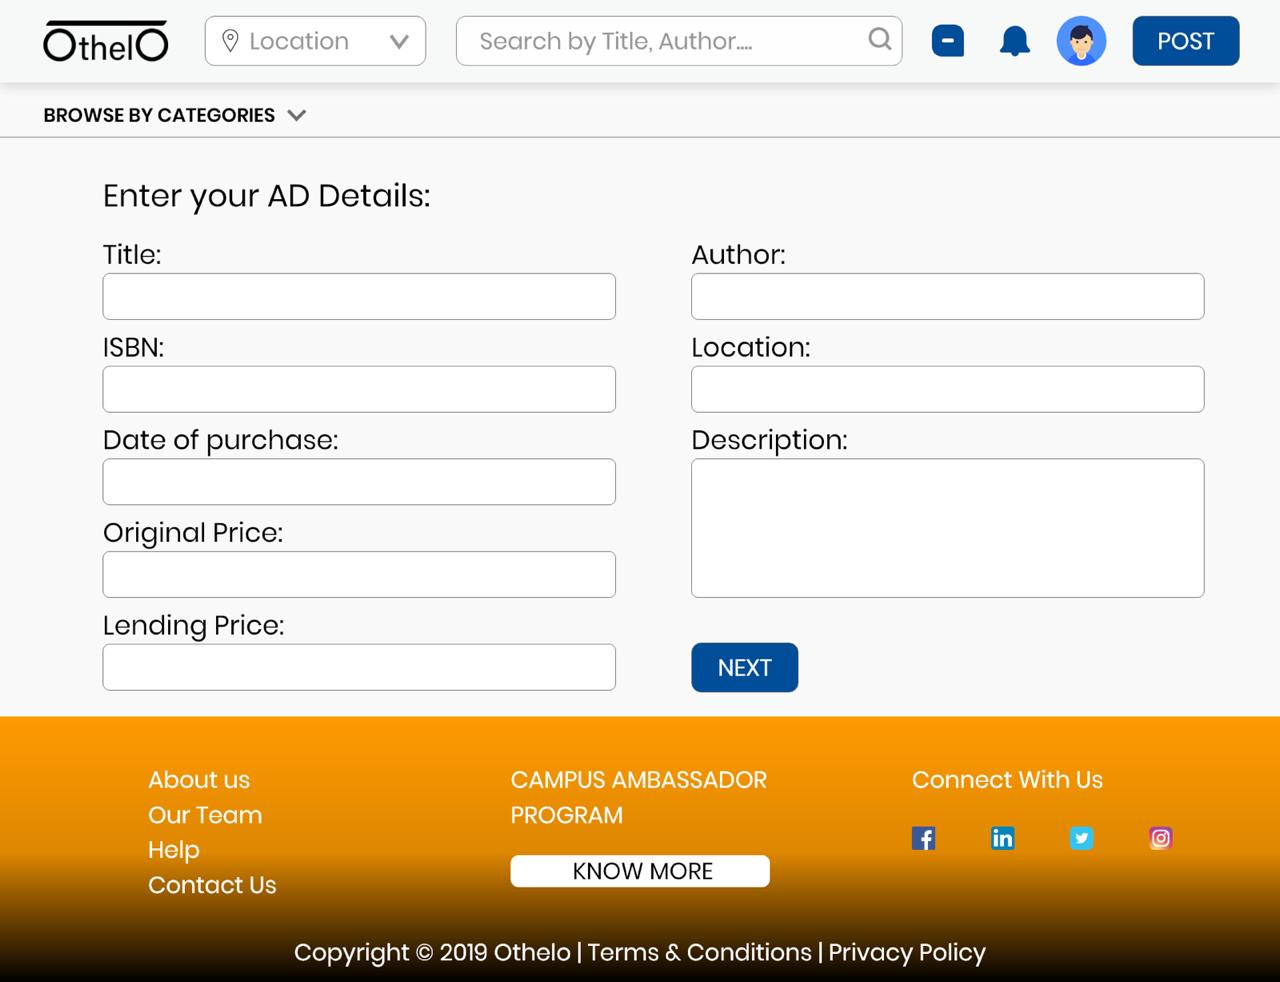 OthelO
Location
Search by Title, Author....
POST
BROWSE BY CATEGORIES
Enter your AD Details:
Title:
Author:
ISBN:
Location:
Date of purchase:
Description:
Original Price:
Lending Price:
NEXT
About us
Our Team
Help
Contact Us
CAMPUS AMBASSADOR
PROGRAM
KNOW MORE
Connect With Us
Copyright © 2019 Othelo | Terms & Conditions | Privacy Policy